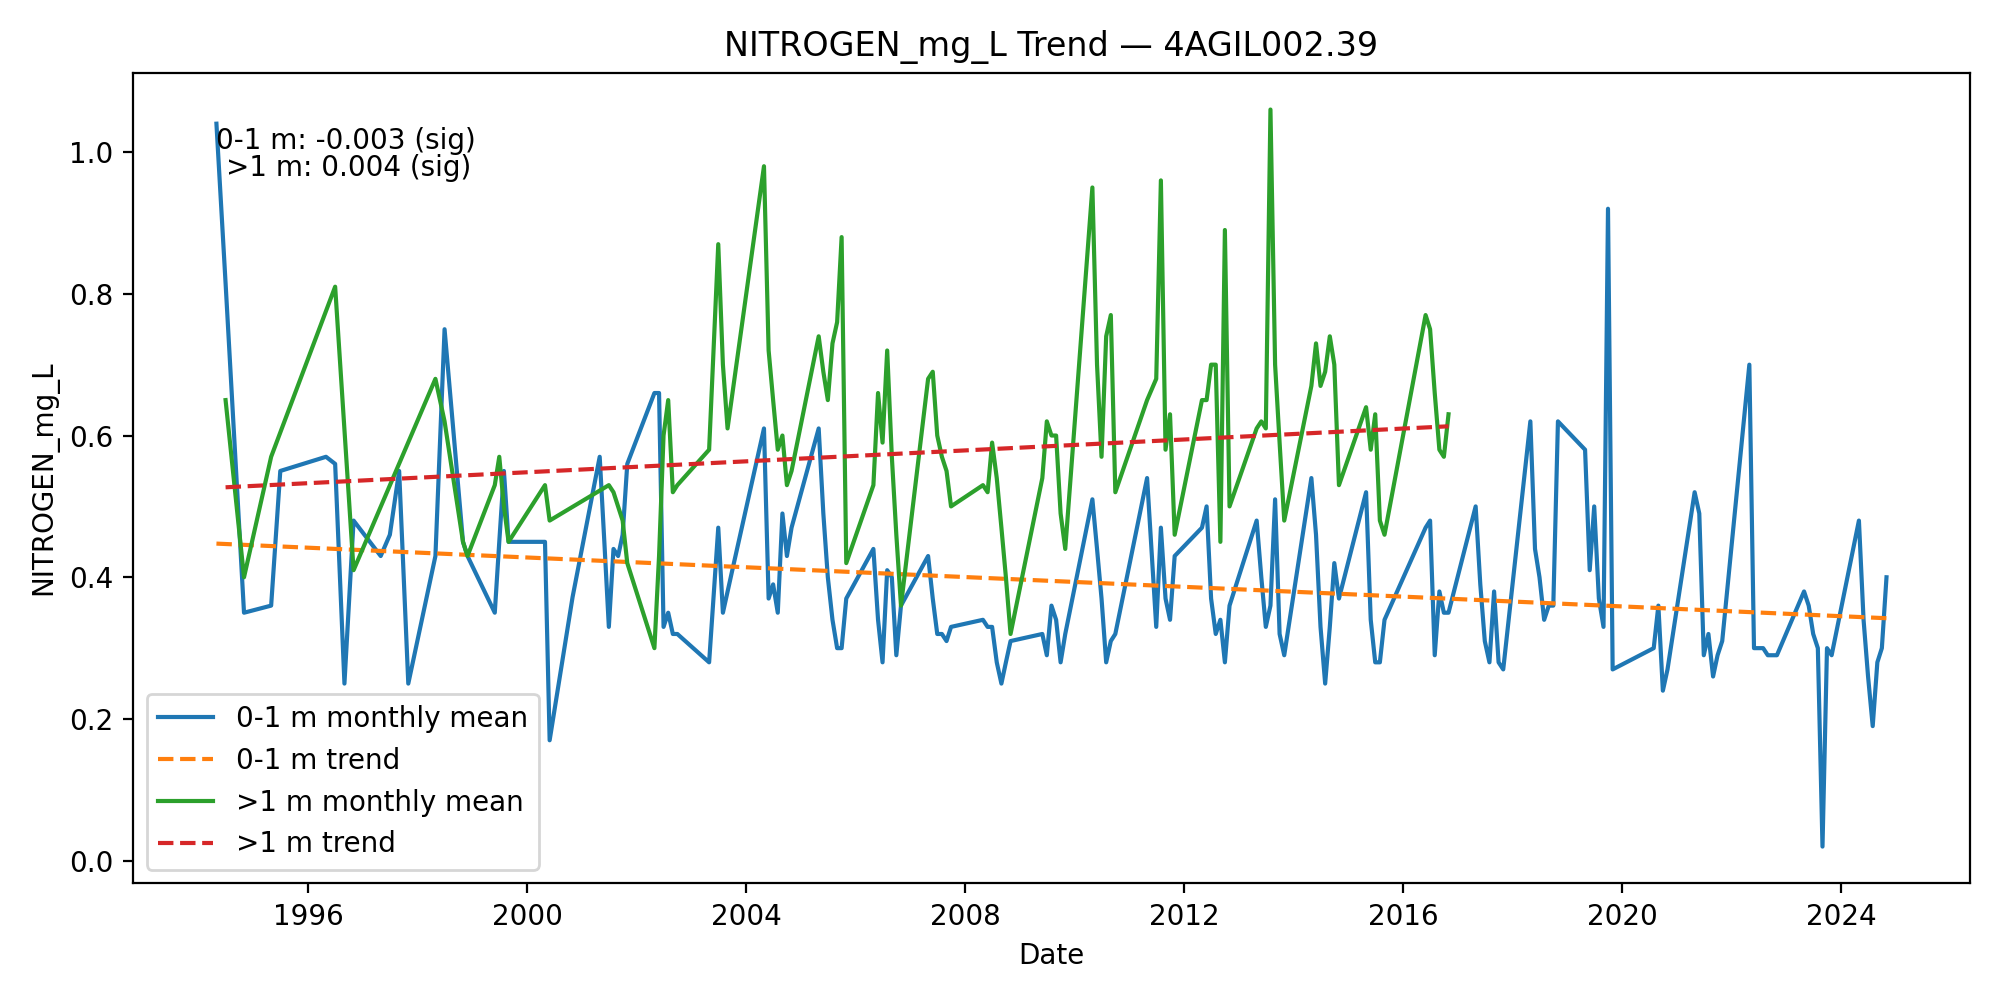 NITROGEN_mg_L Trend — 4AGIL002.39
0-1 m: -0.003 (sig)
>1 m: 0.004 (sig)
NITROGEN_mg_L
1.0
0.8
0.6
0.4
0.2
0.0
0-1 m monthly mean
0-1 m trend
>1 m monthly mean
>1 m trend
1996 2000 2004 2008 2012 2016 2020 2024
Date